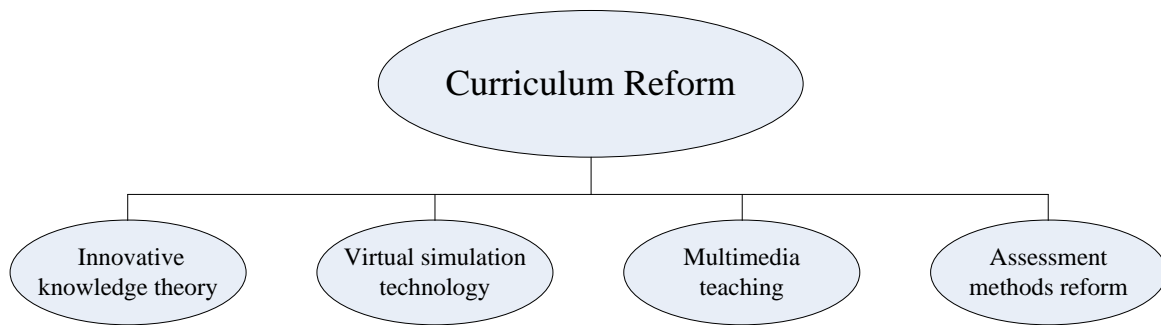 Curriculum Reform
Innovative
knowledge theory
Virtual simulation
technology
Multimedia
teaching
Assessment
methods reform